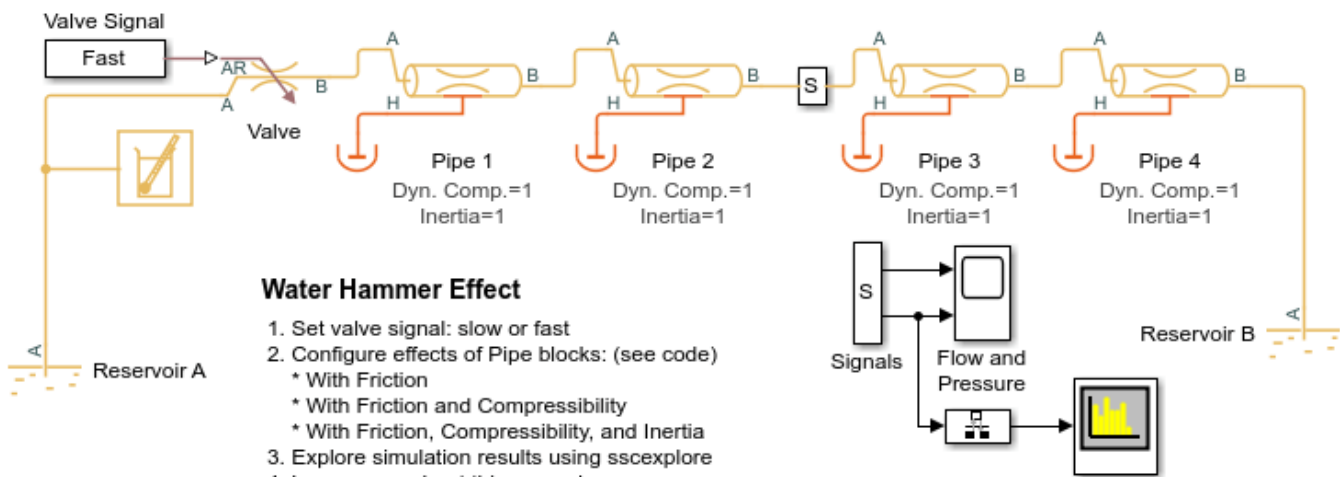 Valve Signal
Fast
AR
A
B
Valve
A
B
H
Pipe 1
Dyn. Comp.=1
Inertia=1
A
B
H
Pipe 2
Dyn. Comp.=1
Inertia=1
S
A
B
H
Pipe 3
Dyn. Comp.=1
Inertia=1
A
B
H
Pipe 4
Dyn. Comp.=1
Inertia=1
A
Reservoir A
Water Hammer Effect
1. Set valve signal: slow or fast
2. Configure effects of Pipe blocks: (see code)
* With Friction
* With Friction and Compressibility
* With Friction, Compressibility, and Inertia
3. Explore simulation results using sscexplore
S
Signals
Flow and
Pressure
A
Reservoir B